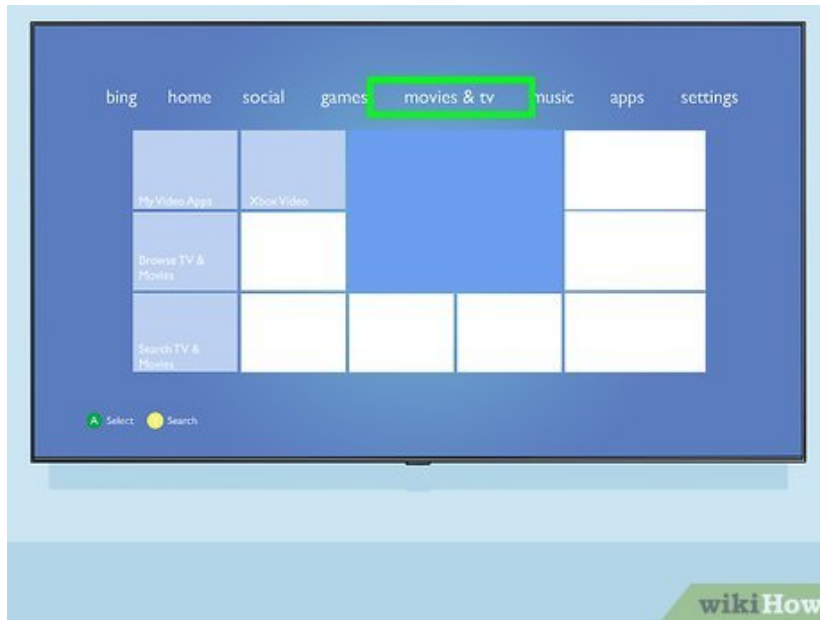 bing home social games movies & tv music apps settings
My Video Apps Xbox Video
Browse TV &
Movies
Search TV &
Movies
A Select Y Search
wikiHow